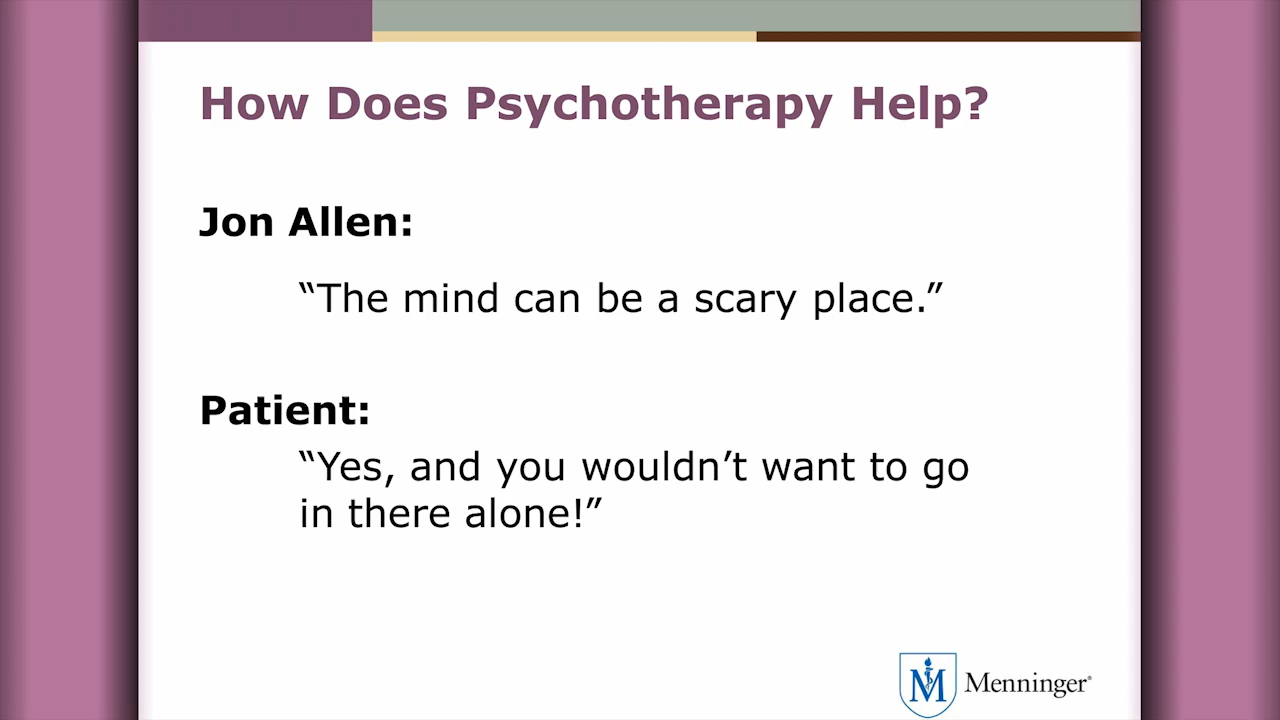 How Does Psychotherapy Help?
Jon Allen:
“The mind can be a scary place.”
Patient:
“Yes, and you wouldn’t want to go
in there alone!”
M Menninger®